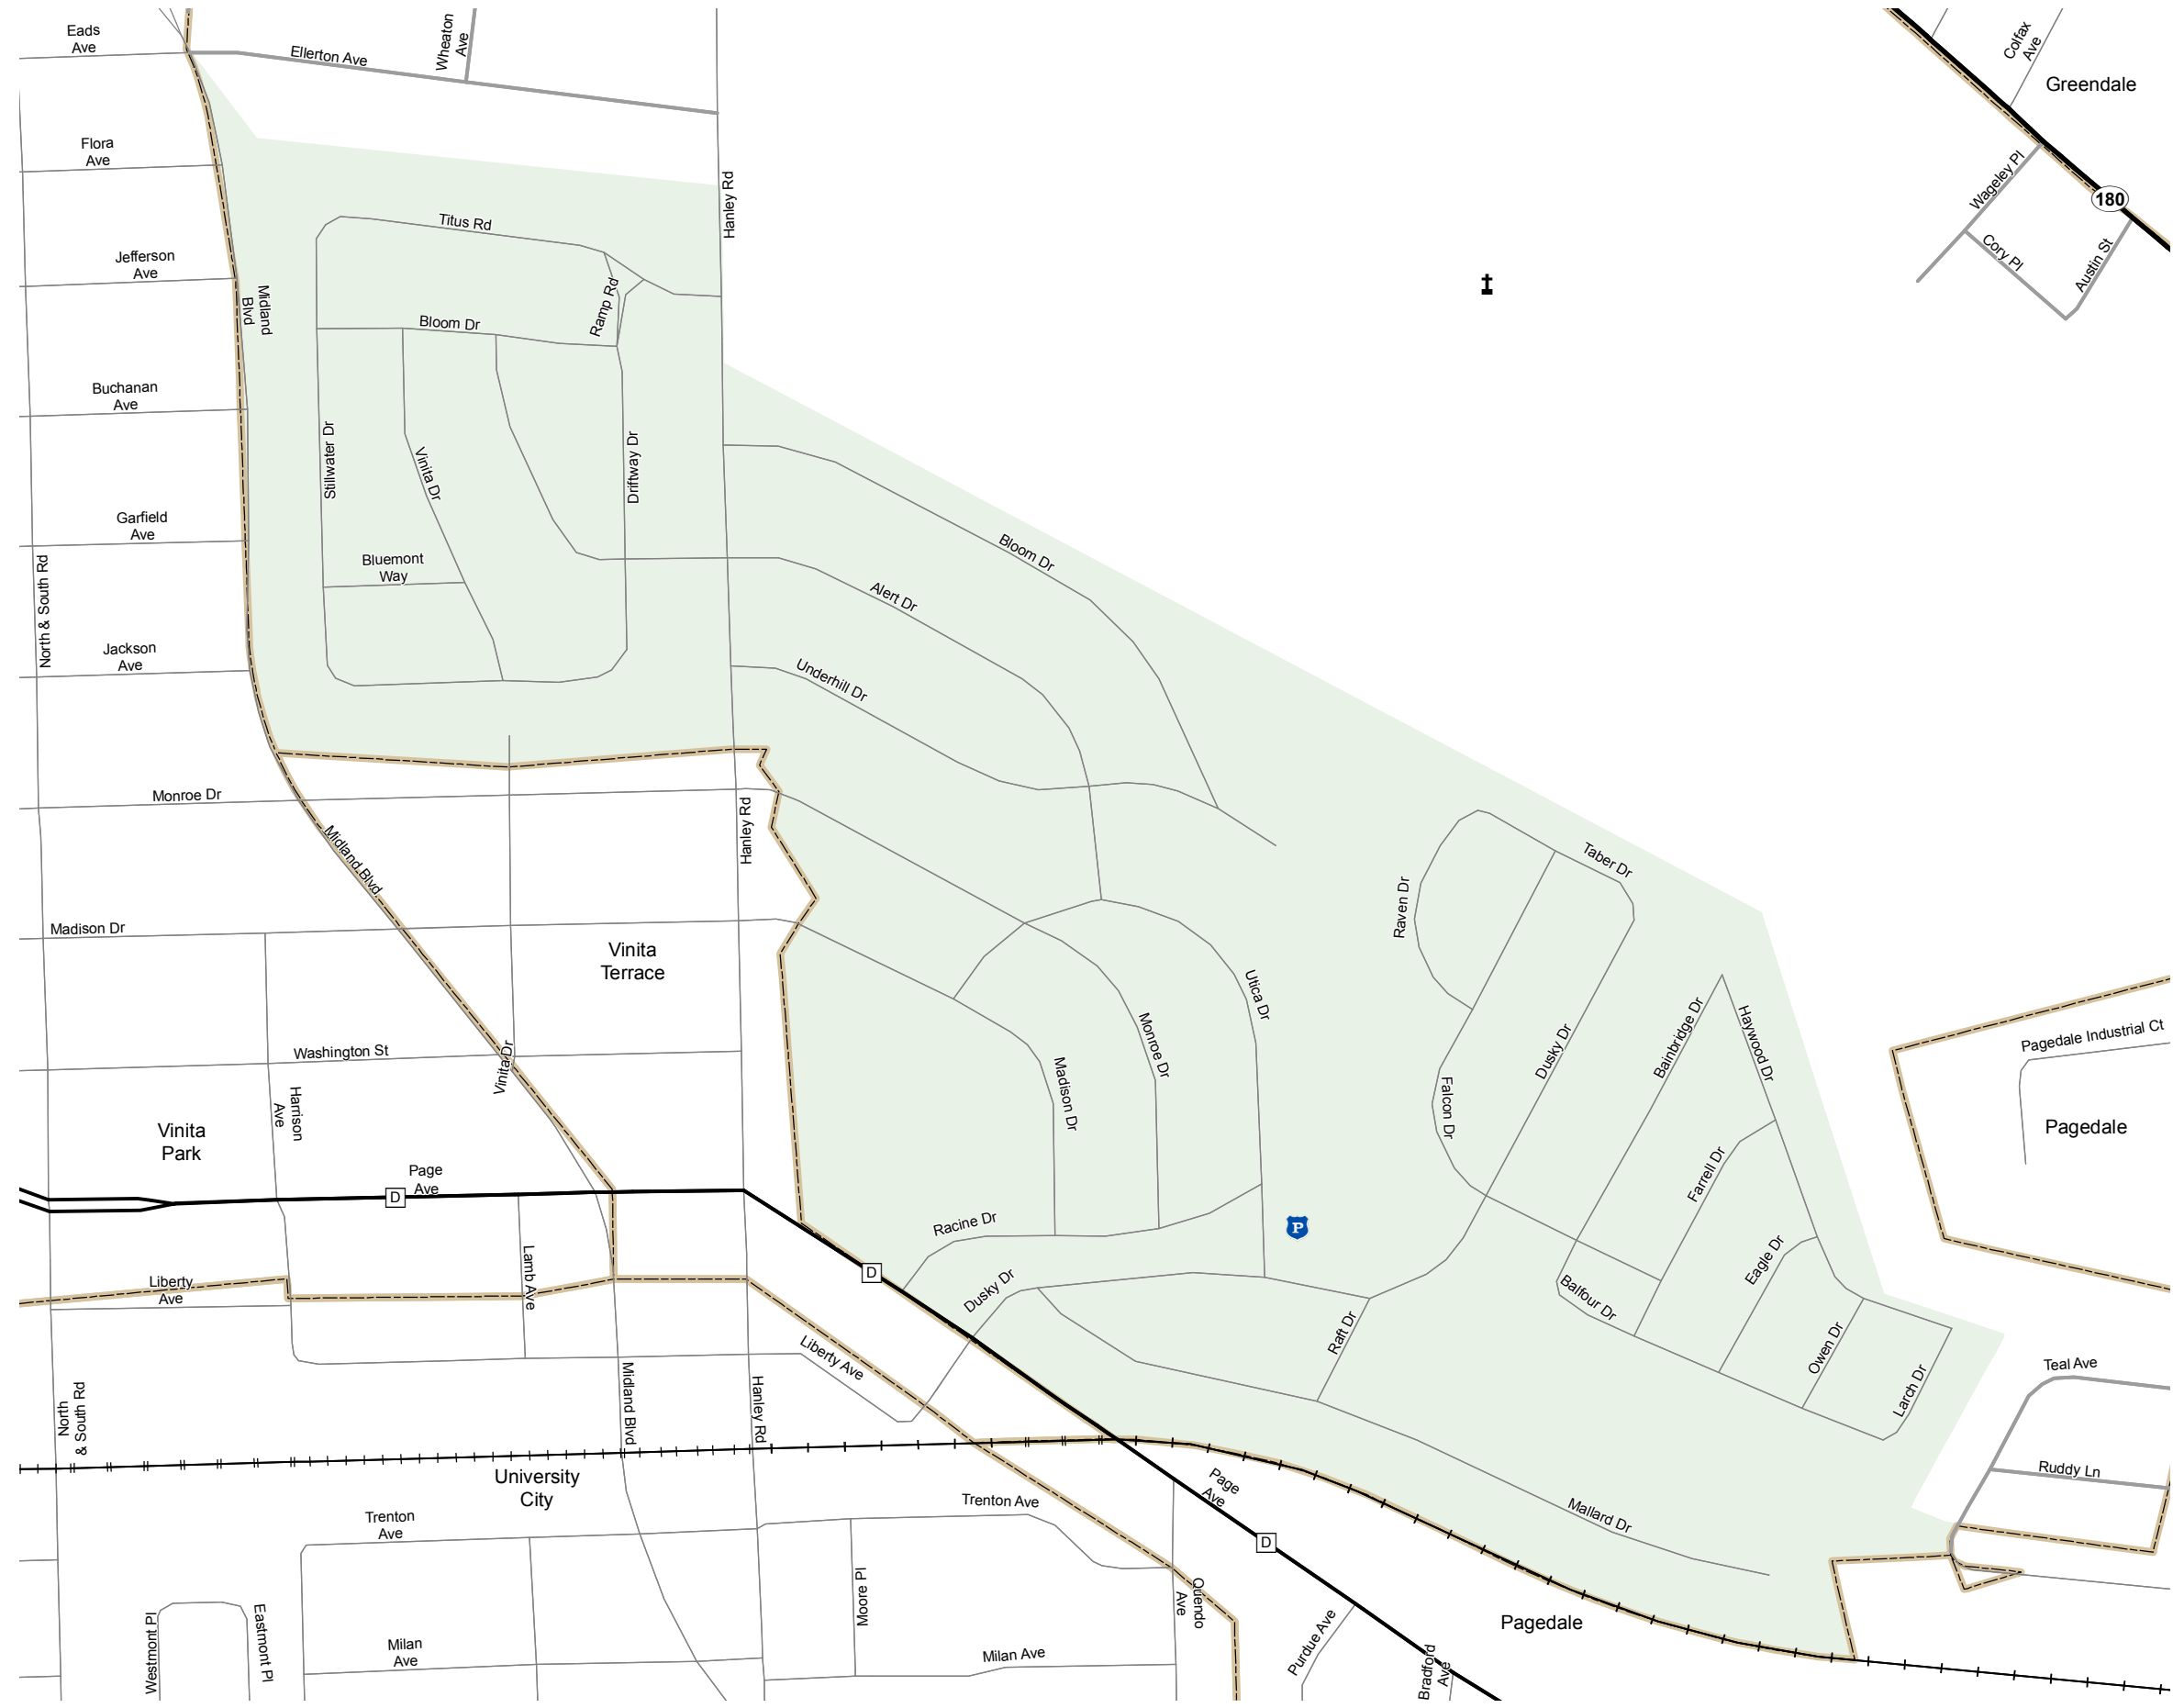 Eads
Ave
Ellerton Ave
Wheaton
Ave
Colfax
Ave
Greendale
Flora
Ave
Hanley Rd
Wageley Pl
180
Titus Rd
Cory Pl
Austin St
Jefferson
Ave
Midland
Blvd
Ramp Rd
Bloom Dr
Buchanan
Ave
Stillwater Dr
Vinita Dr
Driftway Dr
Garfield
Ave
Bloom Dr
Bluemont
Way
Alert Dr
North & South Rd
Jackson
Ave
Underhill Dr
Monroe Dr
Hanley Rd
Midland Blvd
Taber Dr
Raven Dr
Madison Dr
Vinita
Terrace
Utica Dr
Monroe Dr
Dusky Dr
Bainbridge Dr
Haywood Dr
Pagedale Industrial Ct
Washington St
Vinita Dr
Madison Dr
Falcon Dr
Harrison
Ave
Vinita
Park
Pagedale
Page
Ave
D
Farrell Dr
Racine Dr
P
Eagle Dr
D
Lamb Ave
Liberty
Ave
Dusky Dr
Balfour Dr
Raft Dr
Owen Dr
Liberty Ave
Teal Ave
Larch Dr
North
& South Rd
Midland Blvd
Hanley Rd
University
City
Page
Ave
Ruddy Ln
Trenton
Ave
Trenton Ave
Mallard Dr
D
Moore Pl
Quendo
Ave
Pagedale
Westmont Pl
Eastmont Pl
Milan
Ave
Milan Ave
Purdue Ave
Bradford
Ave